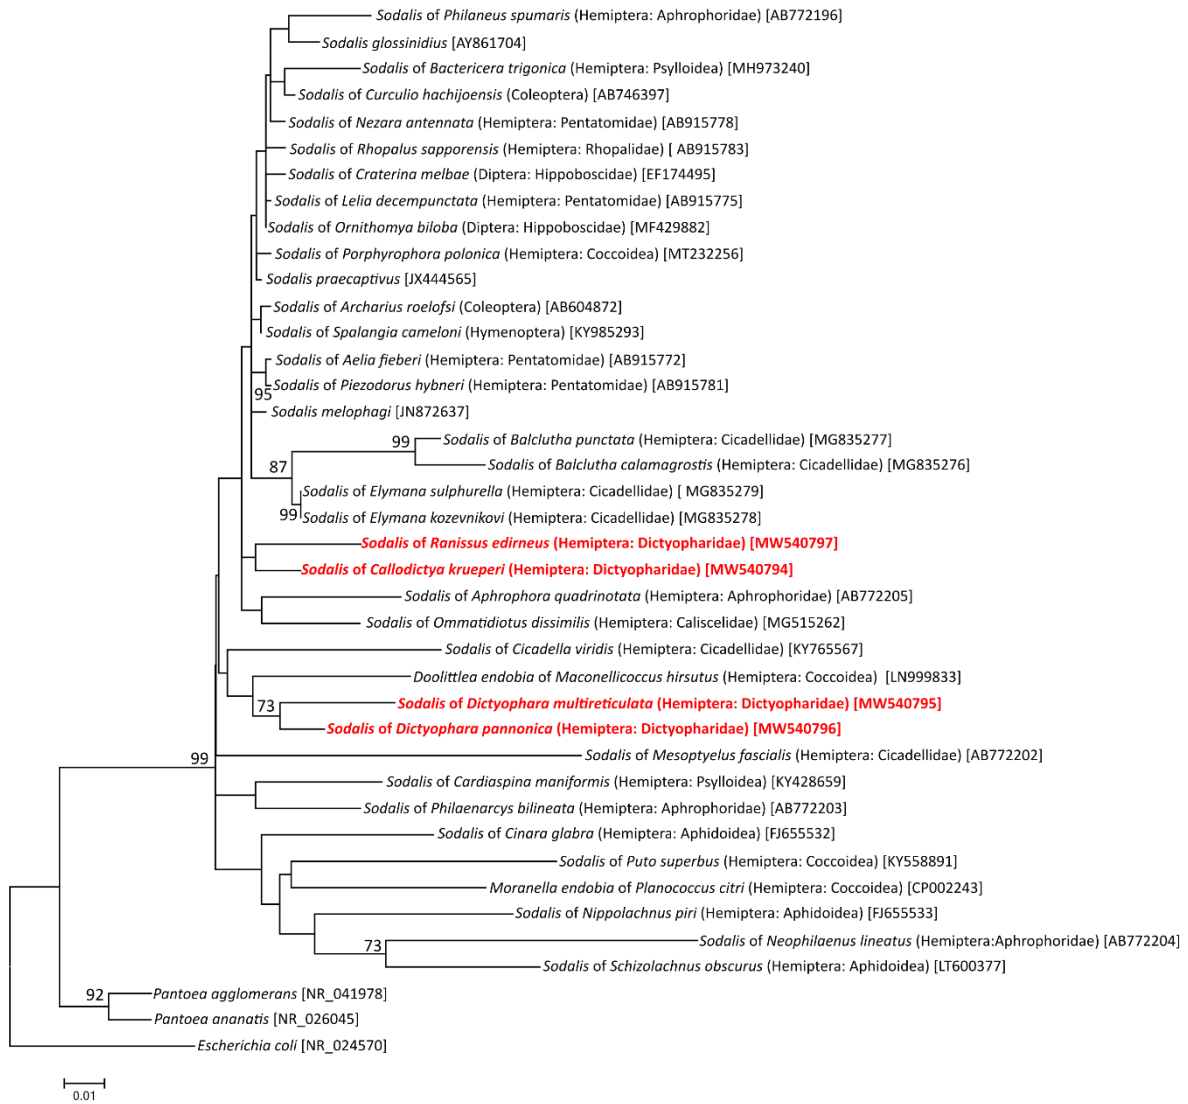 Sodalis of Philaneus spumaris (Hemiptera: Aphrophoridae) [AB772196]
Sodalis glossinidius [AY861704]
Sodalis of Bactericera trigonica (Hemiptera: Psylloidea) [MH973240]
Sodalis of Curculio hachijoensis (Coleoptera) [AB746397]
Sodalis of Nezara antennata (Hemiptera: Pentatomidae) [AB915778]
Sodalis of Rhopalus sapporensis (Hemiptera: Rhopalidae) [ AB915783]
Sodalis of Craterina melbae (Diptera: Hippoboscidae) [EF174495]
Sodalis of Lelia decempunctata (Hemiptera: Pentatomidae) [AB915775]
Sodalis of Ornithomya biloba (Diptera: Hippoboscidae) [MF429882]
Sodalis of Porphyrophora polonica (Hemiptera: Coccoidea) [MT232256]
Sodalis praecaptivus [JX444565]
Sodalis of Archarius roelofsi (Coleoptera) [AB604872]
Sodalis of Spalangia cameloni (Hymenoptera) [KY985293]
Sodalis of Aelia fieberi (Hemiptera: Pentatomidae) [AB915772]
Sodalis of Piezodorus hybneri (Hemiptera: Pentatomidae) [AB915781]
95
Sodalis melophagi [JN872637]
99 Sodalis of Balclutha punctata (Hemiptera: Cicadellidae) [MG835277]
87 Sodalis of Balclutha calamagrostis (Hemiptera: Cicadellidae) [MG835276]
Sodalis of Elymana sulphurella (Hemiptera: Cicadellidae) [ MG835279]
99 Sodalis of Elymana kozevnikovi (Hemiptera: Cicadellidae) [MG835278]
Sodalis of Ranissus edirneus (Hemiptera: Dictyopharidae) [MW540797]
Sodalis of Callodictya krueperi (Hemiptera: Dictyopharidae) [MW540794]
Sodalis of Aphrophora quadrinotata (Hemiptera: Aphrophoridae) [AB772205]
Sodalis of Ommatidiotus dissimilis (Hemiptera: Caliscelidae) [MG515262]
Sodalis of Cicadella viridis (Hemiptera: Cicadellidae) [KY765567]
Doolittlea endobia of Maconellicoccus hirsutus (Hemiptera: Coccoidea) [LN999833]
73 Sodalis of Dictyophara multireticulata (Hemiptera: Dictyopharidae) [MW540795]
Sodalis of Dictyophara pannonica (Hemiptera: Dictyopharidae) [MW540796]
99 Sodalis of Mesoptyelus fascialis (Hemiptera: Cicadellidae) [AB772202]
Sodalis of Cardiaspina maniformis (Hemiptera: Psylloidea) [KY428659]
Sodalis of Philaenarcys bilineata (Hemiptera: Aphrophoridae) [AB772203]
Sodalis of Cinara glabra (Hemiptera: Aphidoidea) [FJ655532]
Sodalis of Puto superbus (Hemiptera: Coccoidea) [KY558891]
Moranella endobia of Planococcus citri (Hemiptera: Coccoidea) [CP002243]
Sodalis of Nippolachnus piri (Hemiptera: Aphidoidea) [FJ655533]
73 Sodalis of Neophilaenus lineatus (Hemiptera:Aphrophoridae) [AB772204]
Sodalis of Schizolachnus obscurus (Hemiptera: Aphidoidea) [LT600377]
92 Pantoea agglomerans [NR_041978]
Pantoea ananatis [NR_026045]
Escherichia coli [NR_024570]
0.01